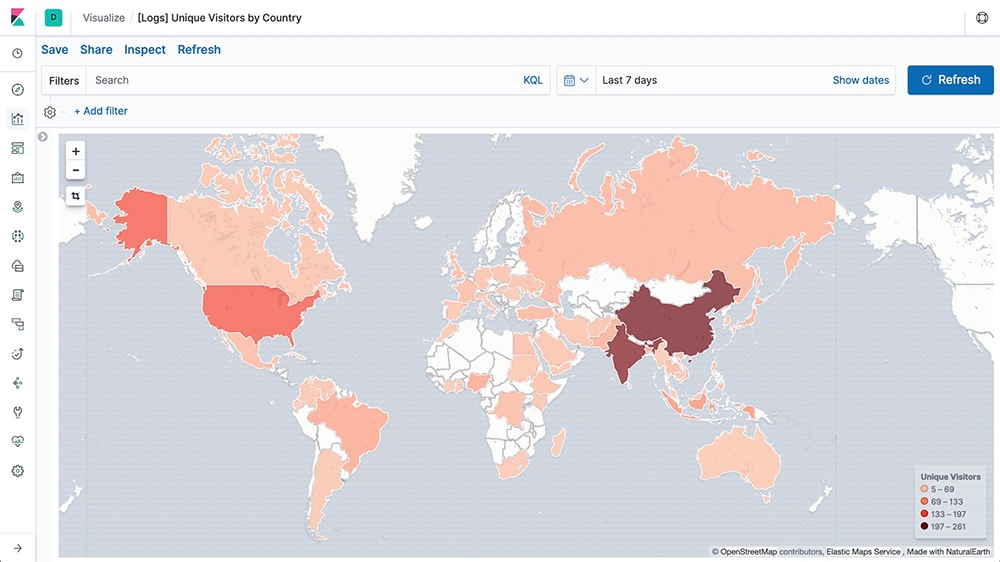 D Visualize / [Logs] Unique Visitors by Country
Save Share Inspect Refresh
Filters Search KQL Last 7 days Show dates Refresh
+ Add filter
+
−
Unique Visitors
5 – 69
69 – 133
133 – 197
197 – 261
© OpenStreetMap contributors, Elastic Maps Service , Made with NaturalEarth